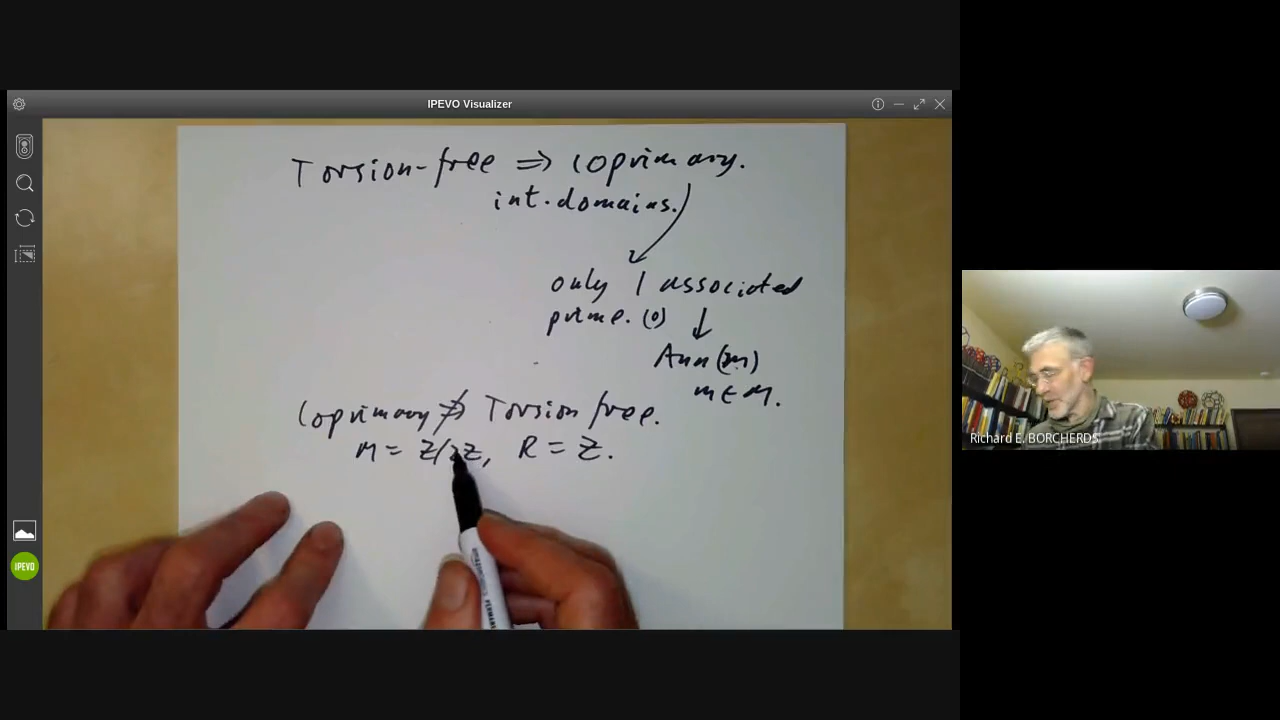 IPEVO Visualizer
Torsion-free ⇒ coprimary.
int. domains.
only 1 associated
prime. (0)
Ann(m)
m ∈ M.
Coprimary ⇏ Torsion free.
M = Z/2Z, R = Z.
Richard E. BORCHERDS
IPEVO